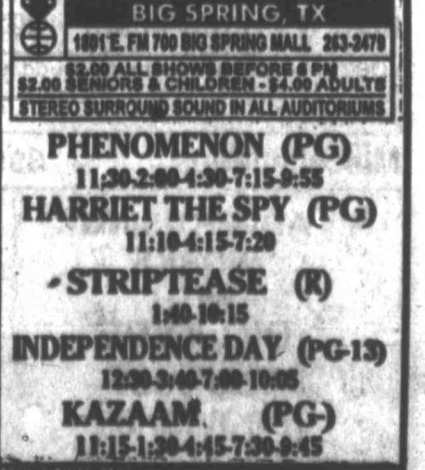 BIG SPRING, TX
1801 E. FM 700 BIG SPRING MALL 263-2479
$2.00 ALL SHOWS BEFORE 6 PM
$2.00 SENIORS & CHILDREN - $4.00 ADULTS
STEREO SURROUND SOUND IN ALL AUDITORIUMS
PHENOMENON (PG)
11:30-2:00-4:30-7:15-9:55
HARRIET THE SPY (PG)
11:10-4:15-7:20
STRIPTEASE (R)
1:40-10:15
INDEPENDENCE DAY (PG-13)
12:30-3:40-7:00-10:05
KAZAAM (PG-)
11:15-1:30-4:45-7:30-9:45